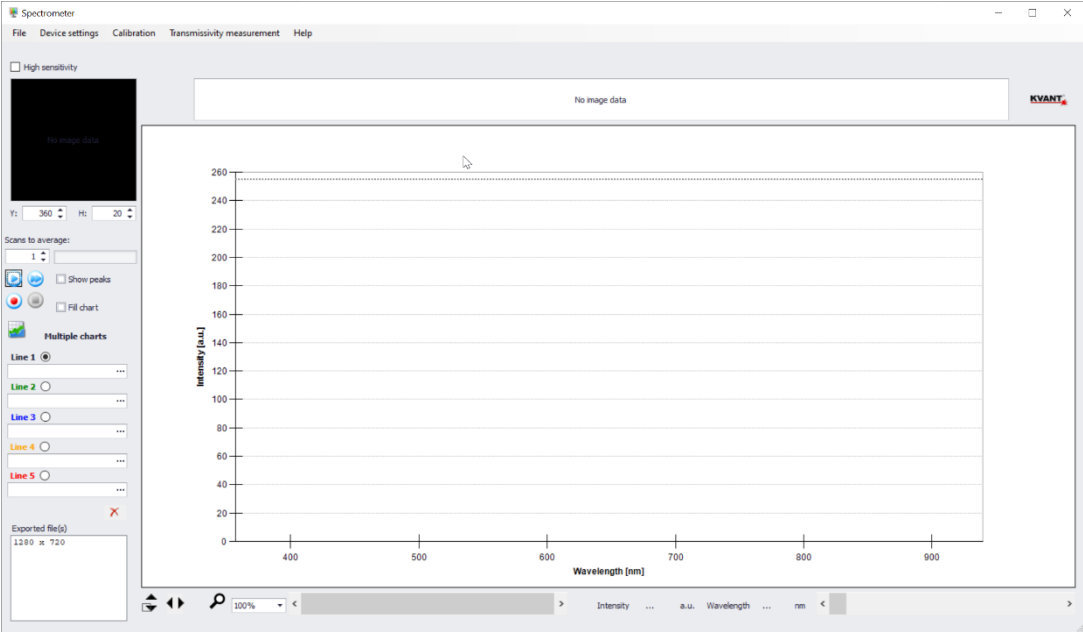 Spectrometer
File Device settings Calibration Transmissivity measurement Help
High sensitivity
No image data
No image data
KVANT
Y: 360 H: 20
Scans to average:
1
Show peaks
Fill chart
Multiple charts
Line 1
...
Line 2
...
Line 3
...
Line 4
...
Line 5
...
Exported file(s)
1280 x 720
Intensity [a.u.]
260
240
220
200
180
160
140
120
100
80
60
40
20
0
400 500 600 700 800 900
Wavelength [nm]
100% Intensity ... a.u. Wavelength ... nm